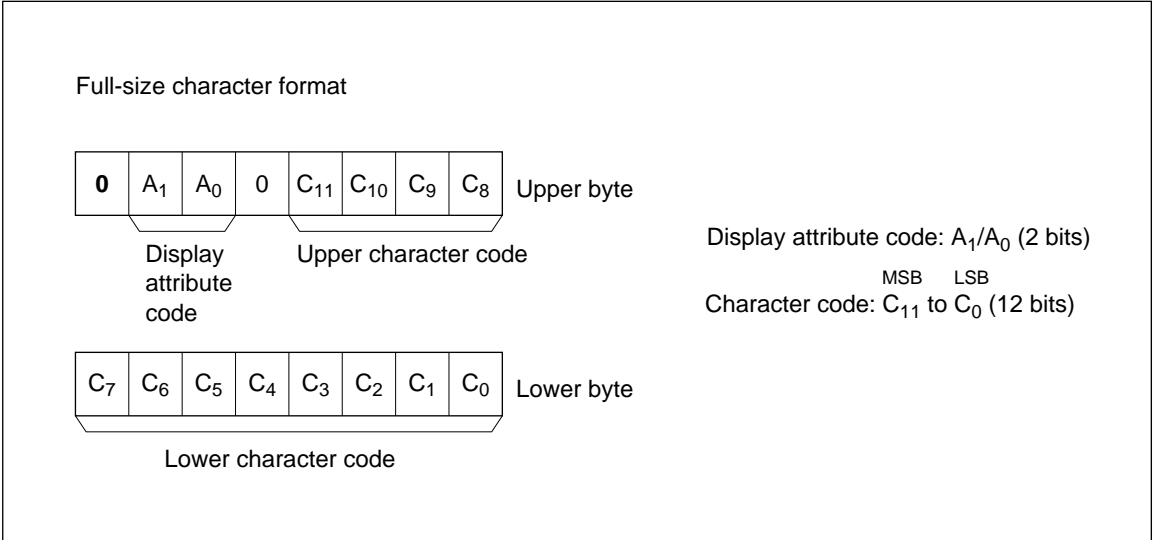 Full-size character format
0 A1 A0 0 C11 C10 C9 C8 Upper byte
Display attribute code
Upper character code
Display attribute code: A1/A0 (2 bits)
MSB LSB
Character code: C11 to C0 (12 bits)
C7 C6 C5 C4 C3 C2 C1 C0 Lower byte
Lower character code